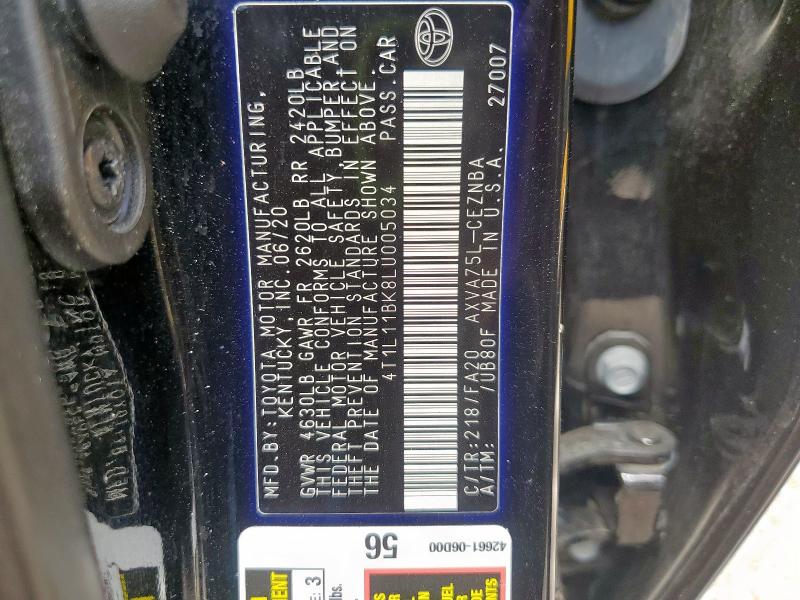 MFD.BY:TOYOTA MOTOR MANUFACTURING,
KENTUCKY, INC. 06/20
GVWR 4630LB GAWR FR 2620LB RR 2420LB
THIS VEHICLE CONFORMS TO ALL APPLICABLE
FEDERAL MOTOR VEHICLE SAFETY, BUMPER, AND
THEFT PREVENTION STANDARDS IN EFFECT ON
THE DATE OF MANUFACTURE SHOWN ABOVE.
4T1L11BK8LU005034 PASS.CAR
C/TR:218/FA20 AXVA75L-CEZNBA 27007
A/TM: /UB80F MADE IN U.S.A.
56
42661-06D00